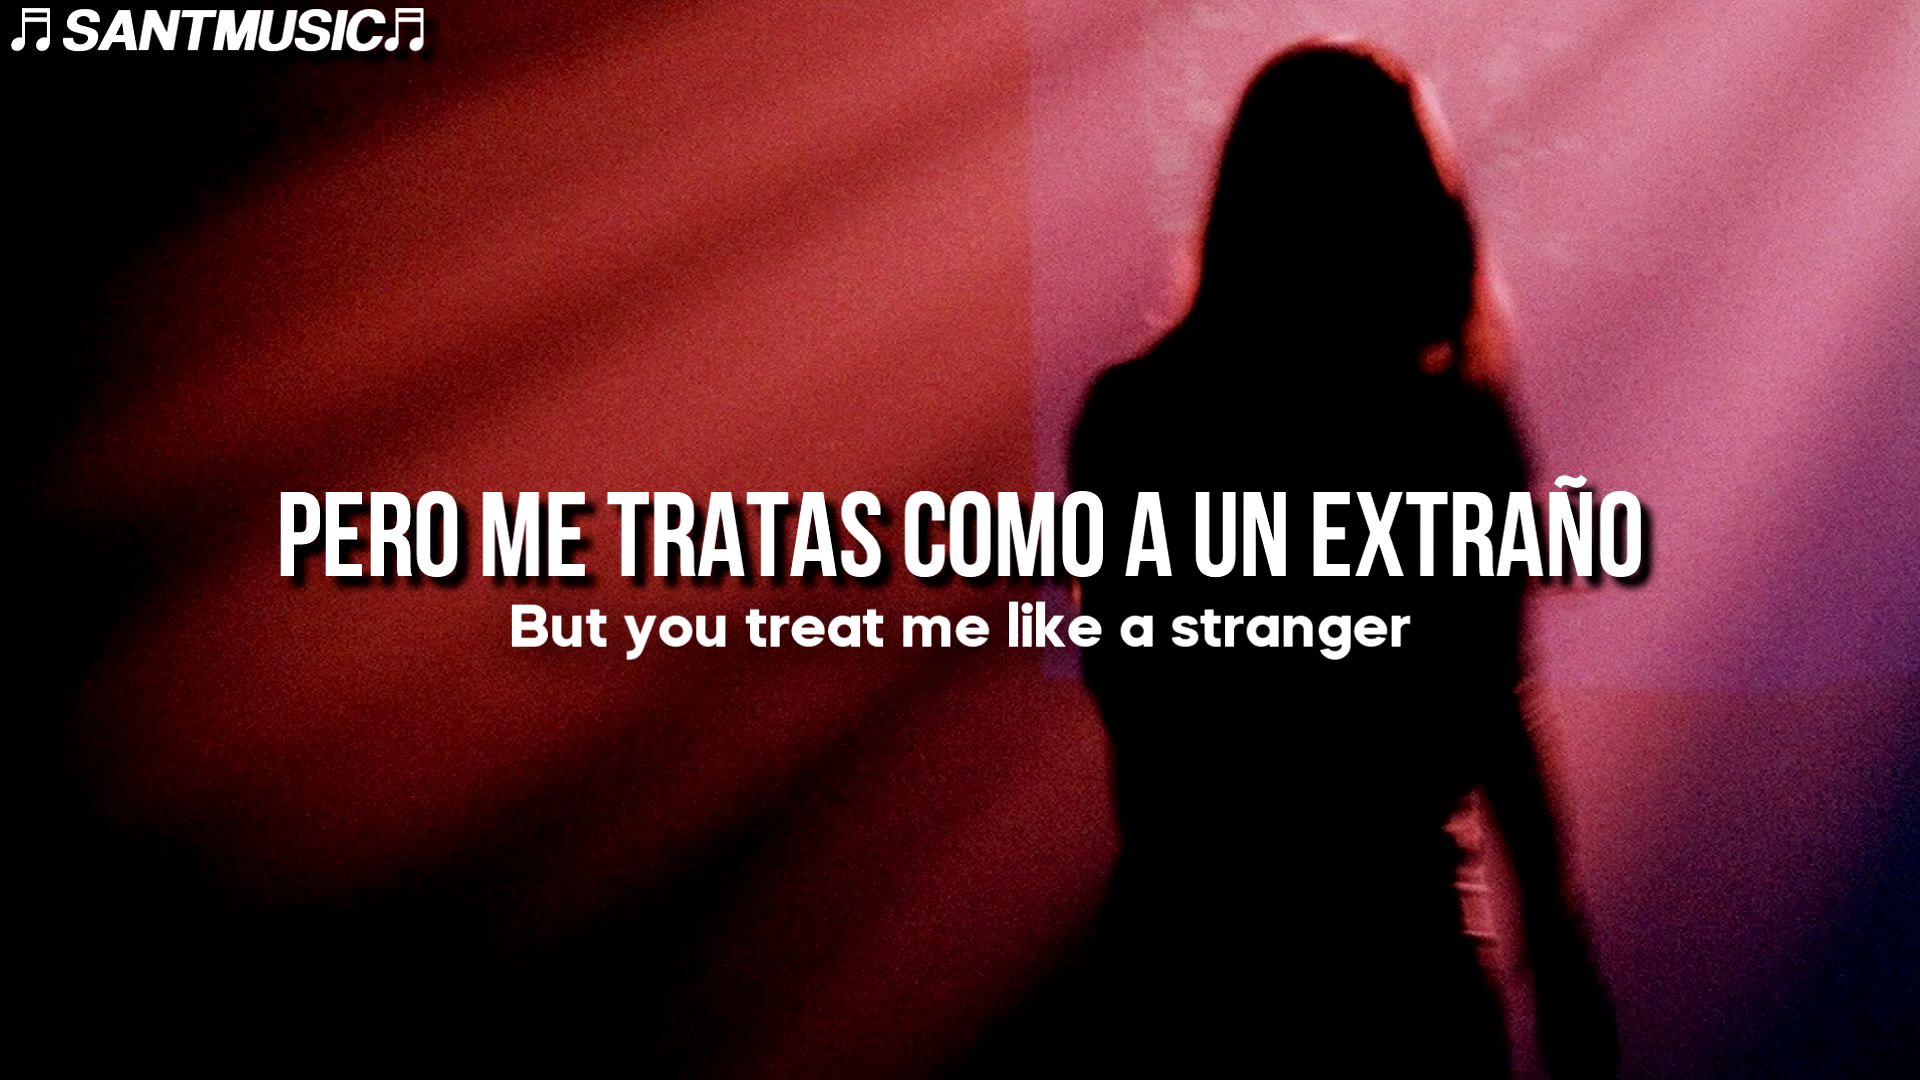 ♫ SANTMUSIC ♫
PERO ME TRATAS COMO A UN EXTRAÑO
But you treat me like a stranger